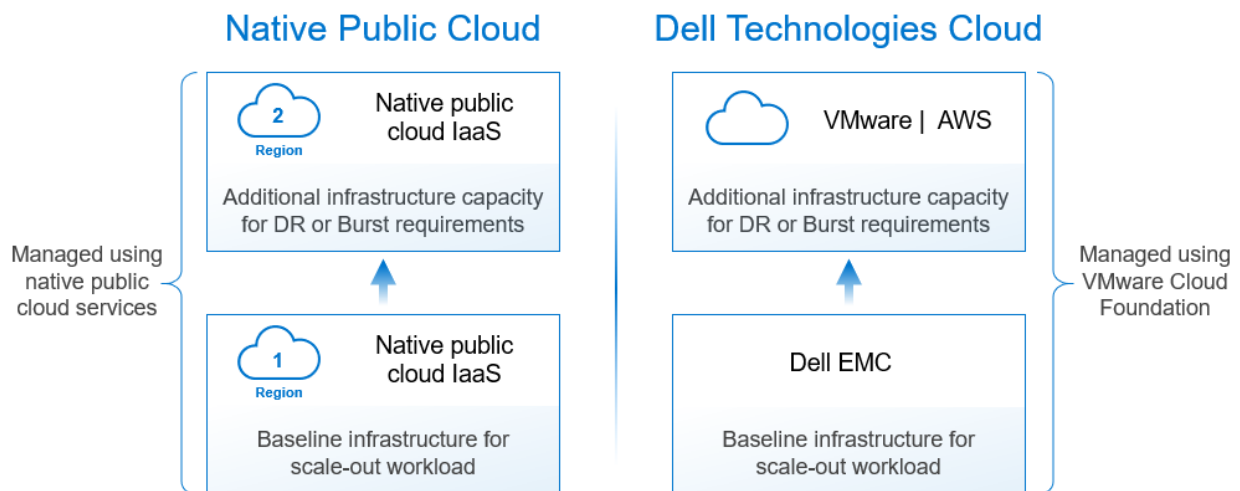 Native Public Cloud
2
Region
Native public
cloud IaaS
Additional infrastructure capacity
for DR or Burst requirements
Managed using
native public
cloud services
1
Region
Native public
cloud IaaS
Baseline infrastructure for
scale-out workload
Dell Technologies Cloud
VMware | AWS
Additional infrastructure capacity
for DR or Burst requirements
Managed using
VMware Cloud
Foundation
Dell EMC
Baseline infrastructure for
scale-out workload